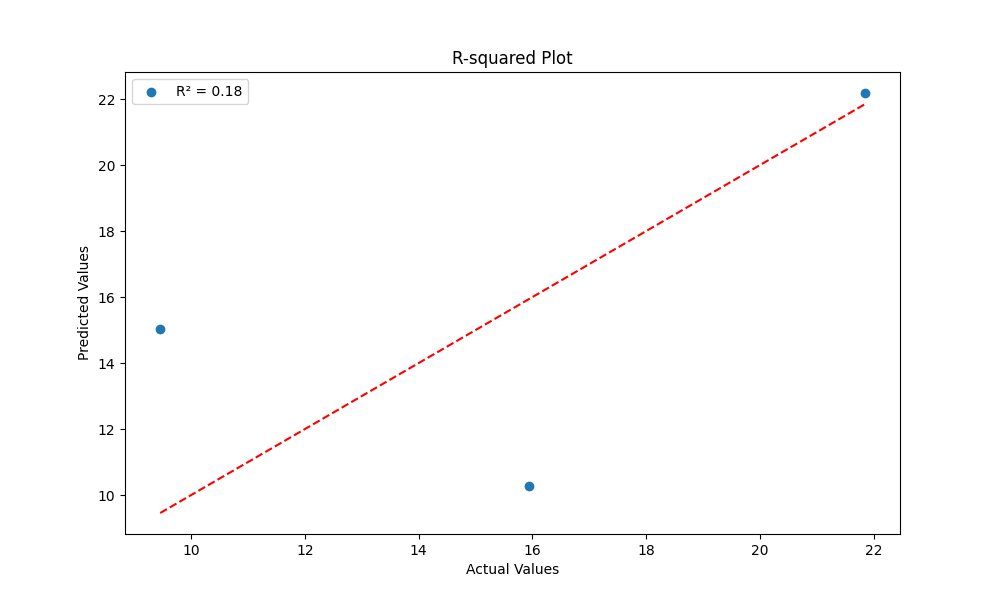 R-squared Plot
R² = 0.18
22
20
18
16
14
12
10
Predicted Values
10 12 14 16 18 20 22
Actual Values